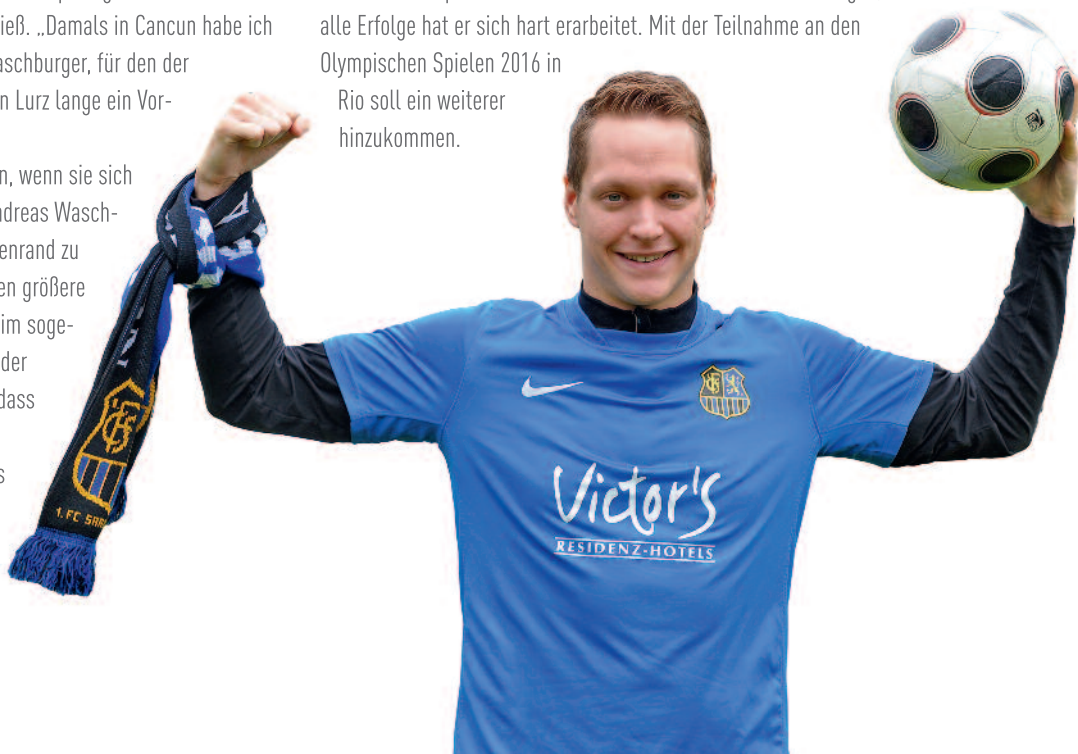 ieß. „Damals in Cancun habe ich
aschburger, für den der
n Lurz lange ein Vor-
n, wenn sie sich
ndreas Wasch-
enrand zu
en größere
im soge-
der
dass
s
alle Erfolge hat er sich hart erarbeitet. Mit der Teilnahme an den
Olympischen Spielen 2016 in
Rio soll ein weiterer
hinzukommen.
FCS
1. FC SAA
Victor's
RESIDENZ-HOTELS